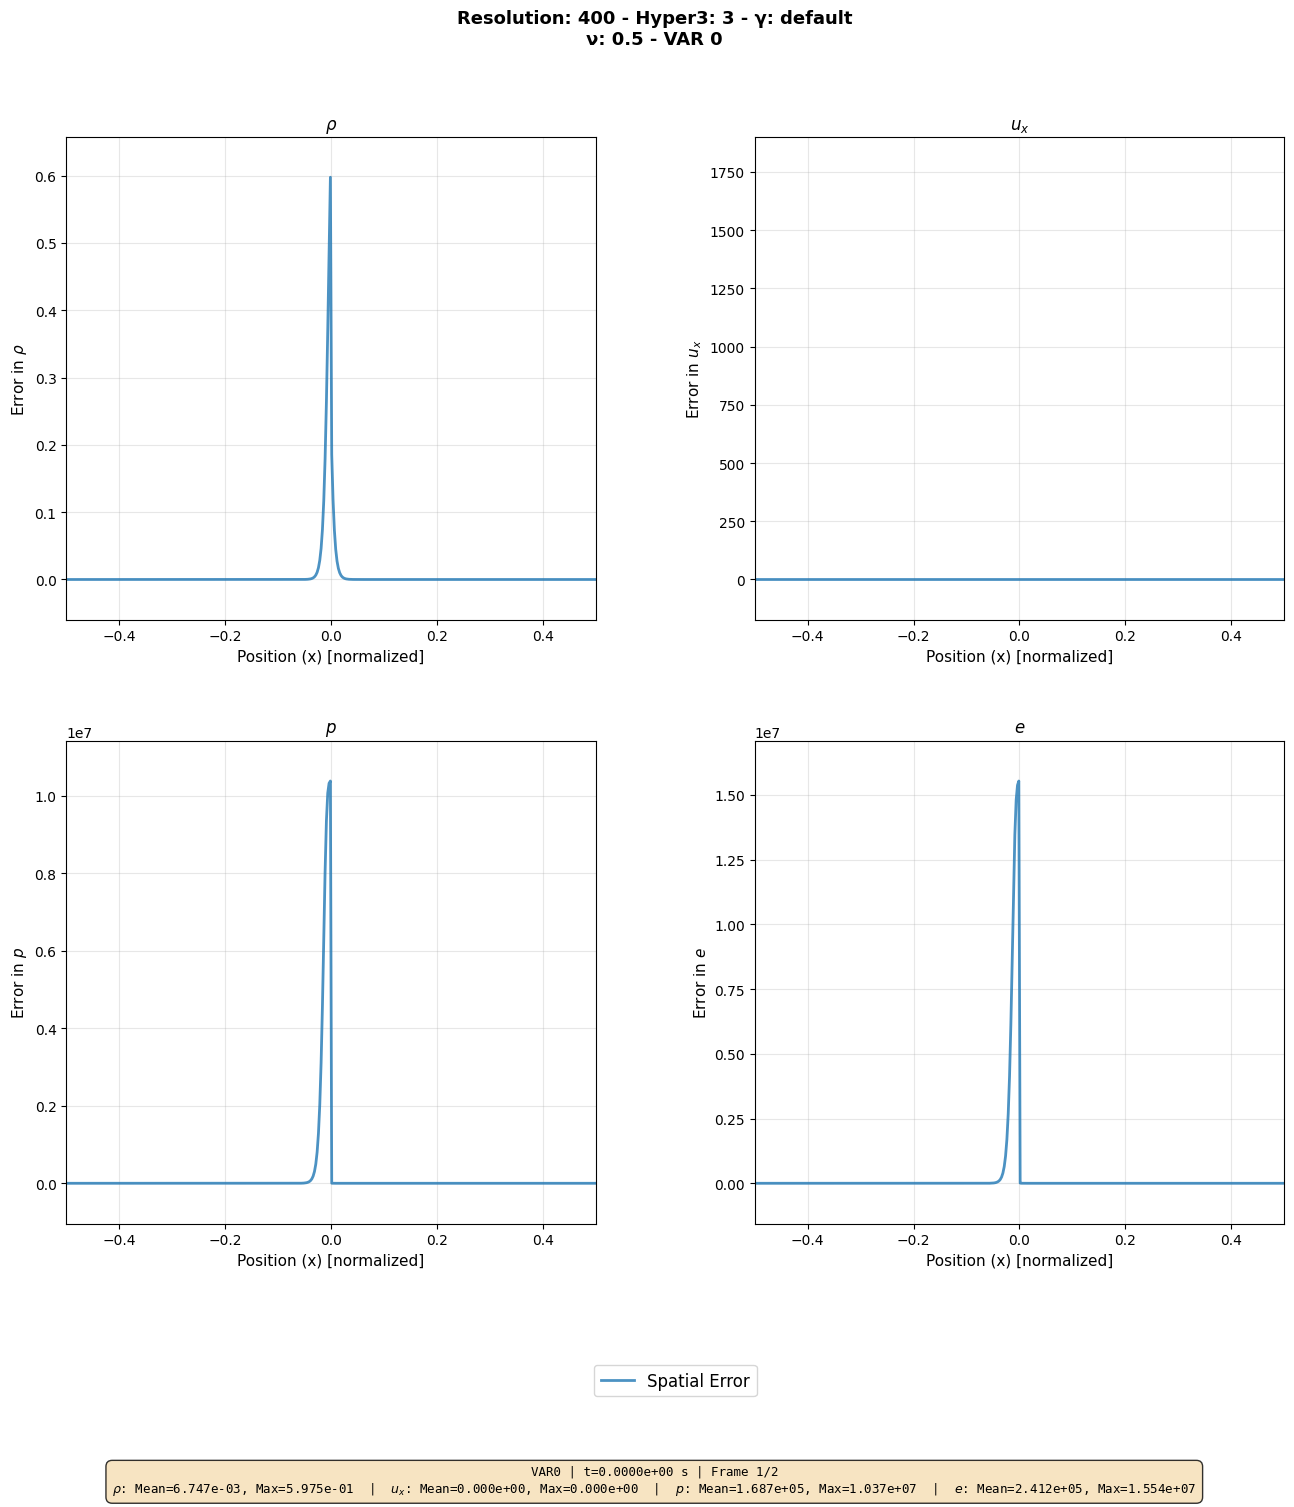 Resolution: 400 - Hyper3: 3 - γ: default
ν: 0.5 - VAR 0
ρ
Error in ρ
0.6
0.5
0.4
0.3
0.2
0.1
0.0
−0.4 −0.2 0.0 0.2 0.4
Position (x) [normalized]
u_x
Error in u_x
1750
1500
1250
1000
750
500
250
0
−0.4 −0.2 0.0 0.2 0.4
Position (x) [normalized]
p
1e7
Error in p
1.0
0.8
0.6
0.4
0.2
0.0
−0.4 −0.2 0.0 0.2 0.4
Position (x) [normalized]
e
1e7
Error in e
1.50
1.25
1.00
0.75
0.50
0.25
0.00
−0.4 −0.2 0.0 0.2 0.4
Position (x) [normalized]
Spatial Error
VAR0 | t=0.0000e+00 s | Frame 1/2
ρ: Mean=6.747e-03, Max=5.975e-01 | u_x: Mean=0.000e+00, Max=0.000e+00 | p: Mean=1.687e+05, Max=1.037e+07 | e: Mean=2.412e+05, Max=1.554e+07